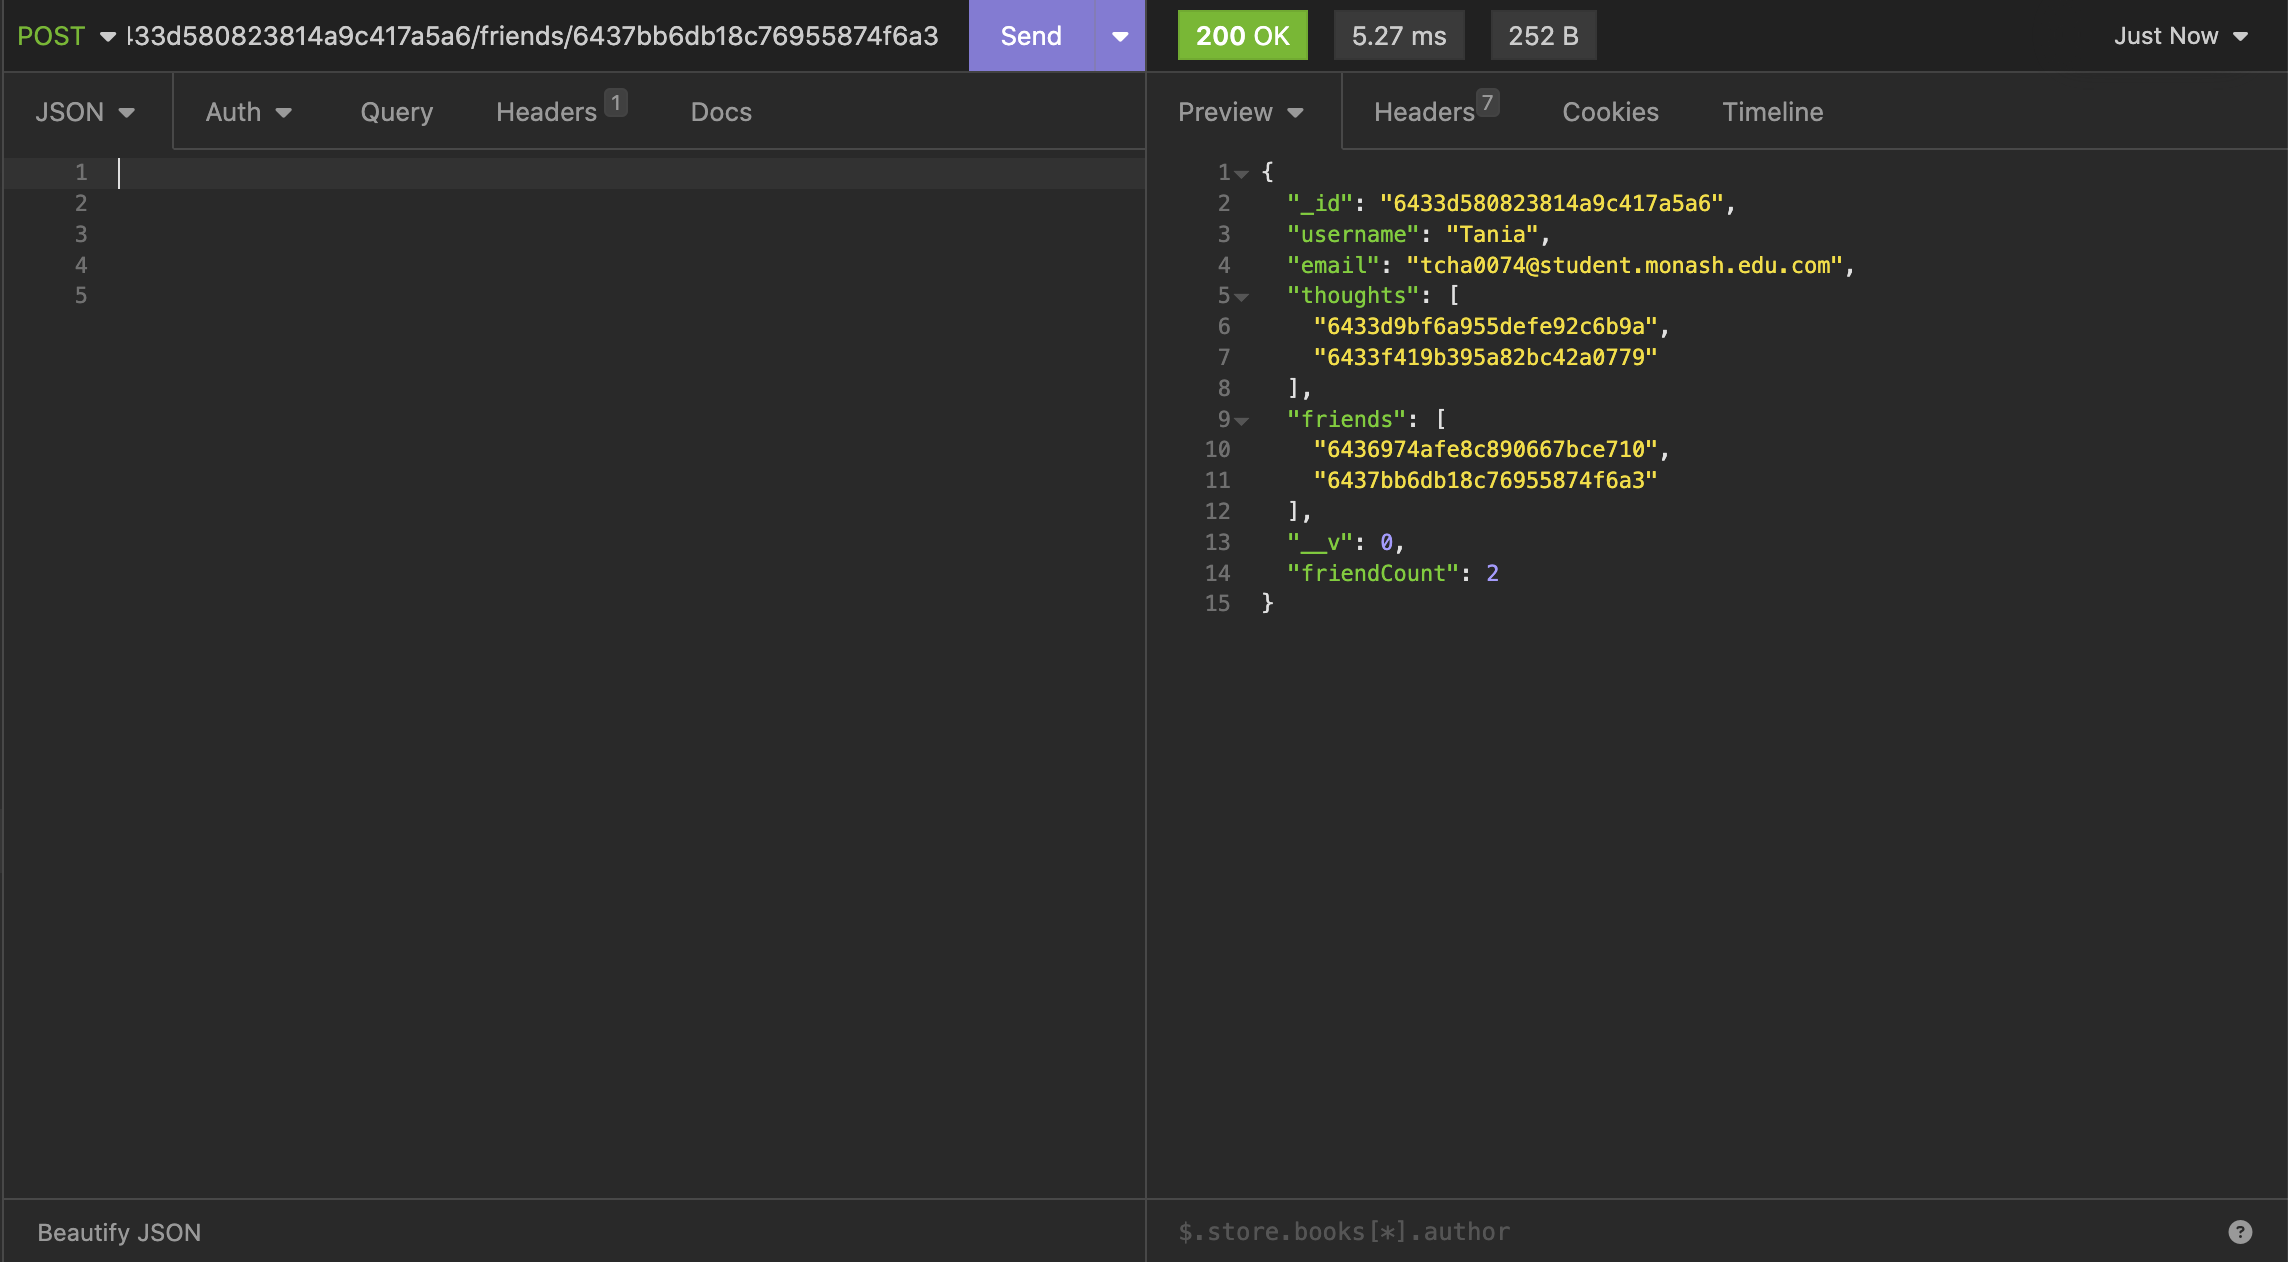 POST 433d580823814a9c417a5a6/friends/6437bb6db18c76955874f6a3 Send 200 OK 5.27 ms 252 B Just Now
JSON Auth Query Headers 1 Docs Preview Headers 7 Cookies Timeline
1
2
3
4
5
1 {
2 "_id": "6433d580823814a9c417a5a6",
3 "username": "Tania",
4 "email": "tcha0074@student.monash.edu.com",
5 "thoughts": [
6 "6433d9bf6a955defe92c6b9a",
7 "6433f419b395a82bc42a0779"
8 ],
9 "friends": [
10 "6436974afe8c890667bce710",
11 "6437bb6db18c76955874f6a3"
12 ],
13 "__v": 0,
14 "friendCount": 2
15 }
Beautify JSON $.store.books[*].author ?